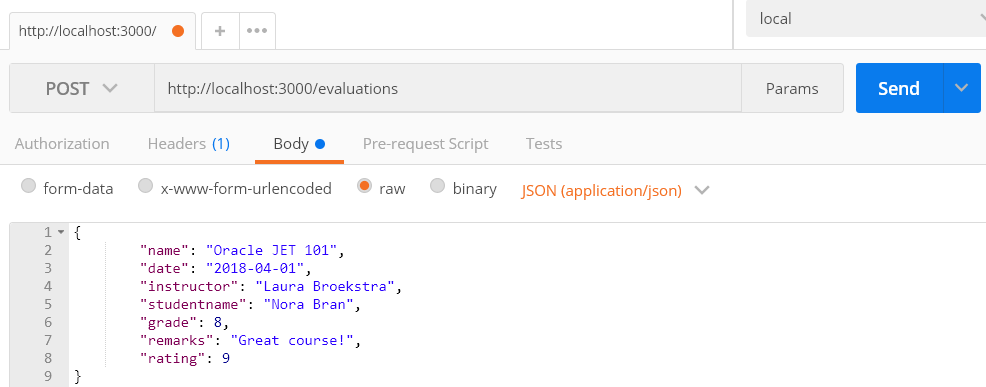 http://localhost:3000/ + ••• local
POST http://localhost:3000/evaluations Params Send
Authorization Headers (1) Body Pre-request Script Tests
form-data x-www-form-urlencoded raw binary JSON (application/json)
1 {
2 "name": "Oracle JET 101",
3 "date": "2018-04-01",
4 "instructor": "Laura Broekstra",
5 "studentname": "Nora Bran",
6 "grade": 8,
7 "remarks": "Great course!",
8 "rating": 9
9 }